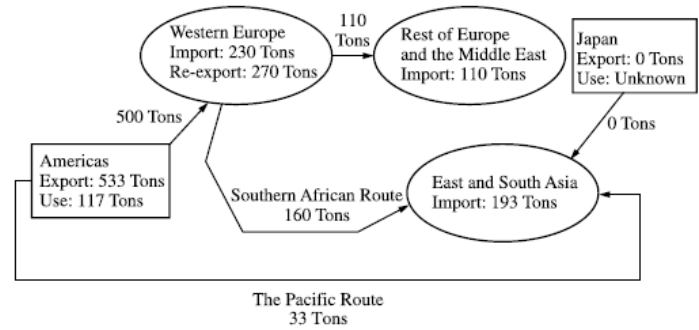 Western Europe
Import: 230 Tons
Re-export: 270 Tons
110
Tons
Rest of Europe
and the Middle East
Import: 110 Tons
Japan
Export: 0 Tons
Use: Unknown
500 Tons
0 Tons
Americas
Export: 533 Tons
Use: 117 Tons
Southern African Route
160 Tons
East and South Asia
Import: 193 Tons
The Pacific Route
33 Tons